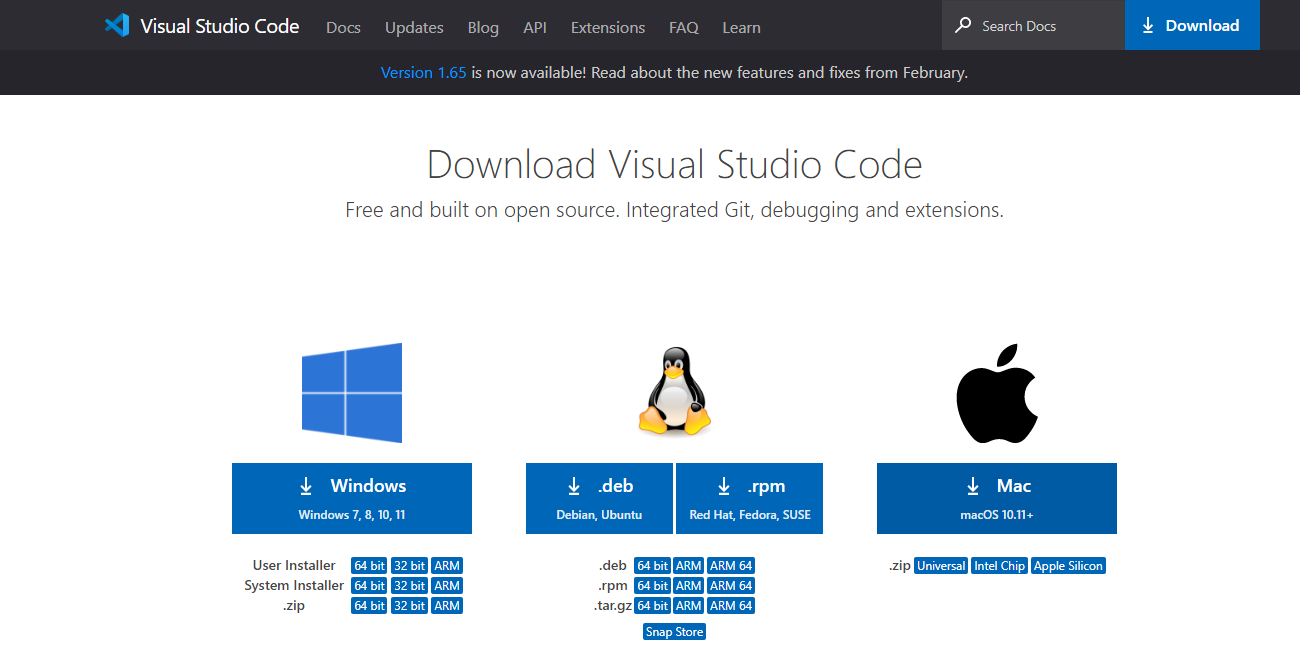 Visual Studio Code Docs Updates Blog API Extensions FAQ Learn Search Docs Download
Version 1.65 is now available! Read about the new features and fixes from February.
Download Visual Studio Code
Free and built on open source. Integrated Git, debugging and extensions.
Windows
Windows 7, 8, 10, 11
User Installer 64 bit 32 bit ARM
System Installer 64 bit 32 bit ARM
.zip 64 bit 32 bit ARM
.deb
Debian, Ubuntu
.rpm
Red Hat, Fedora, SUSE
.deb 64 bit ARM ARM 64
.rpm 64 bit ARM ARM 64
.tar.gz 64 bit ARM ARM 64
Snap Store
Mac
macOS 10.11+
.zip Universal Intel Chip Apple Silicon